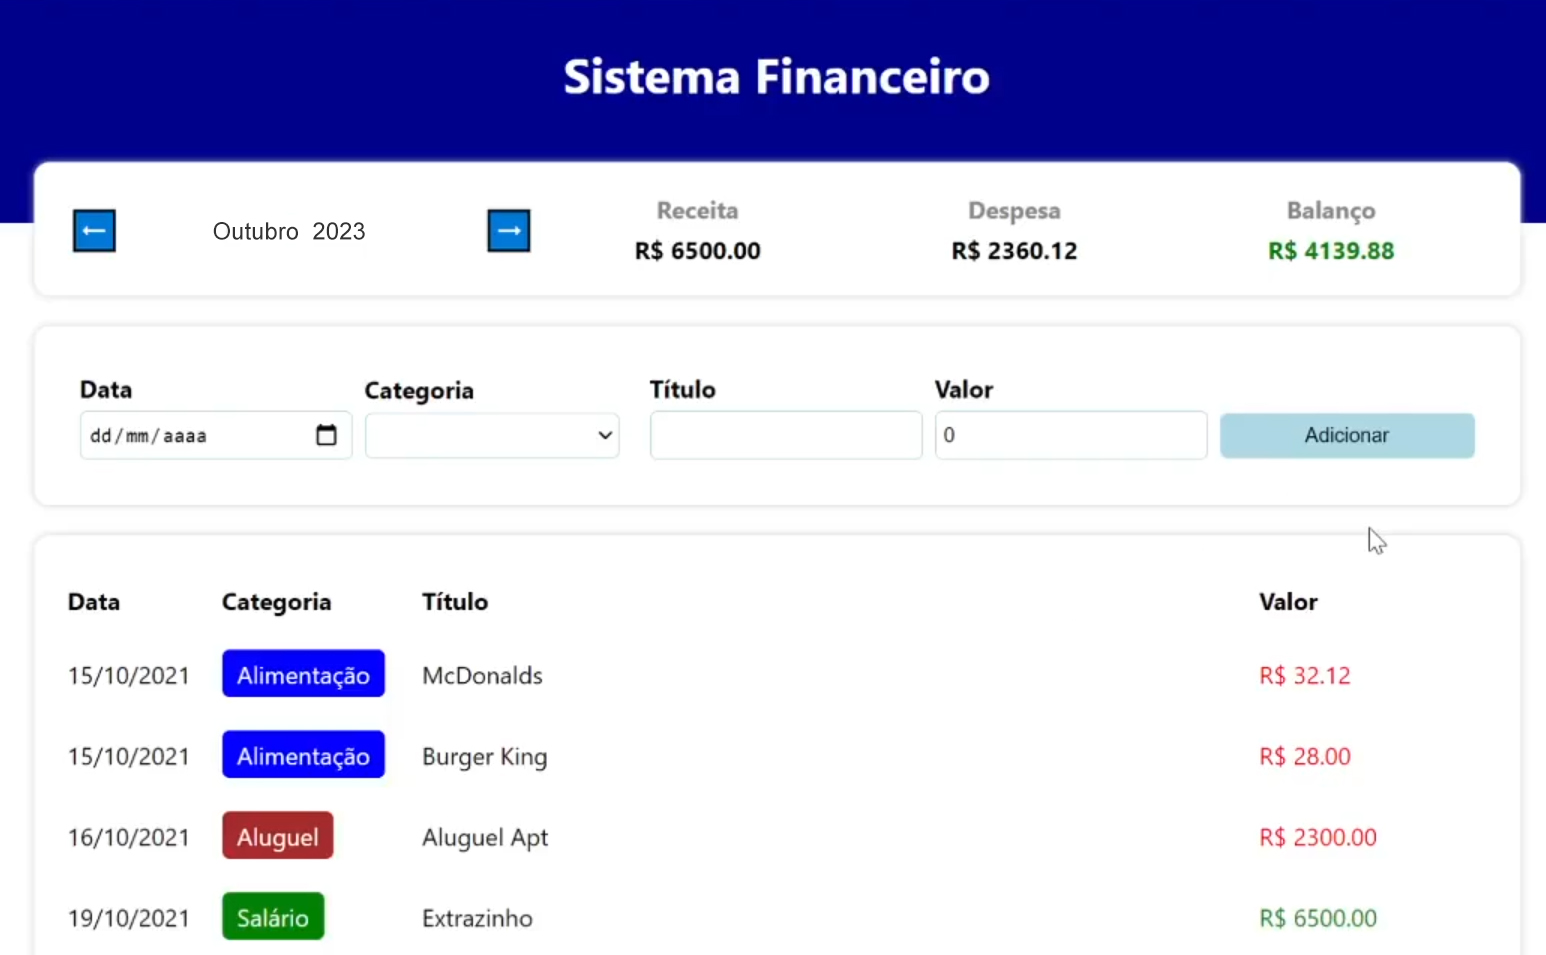 Sistema Financeiro
← Outubro 2023 →
Receita Despesa Balanço
R$ 6500.00 R$ 2360.12 R$ 4139.88
Data Categoria Título Valor
dd/mm/aaaa 0 Adicionar
Data Categoria Título Valor
15/10/2021 Alimentação McDonalds R$ 32.12
15/10/2021 Alimentação Burger King R$ 28.00
16/10/2021 Aluguel Aluguel Apt R$ 2300.00
19/10/2021 Salário Extrazinho R$ 6500.00